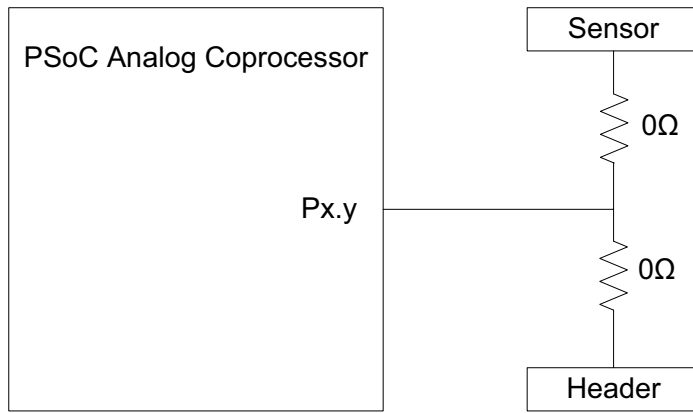 Sensor
PSoC Analog Coprocessor
0Ω
Px.y
0Ω
Header